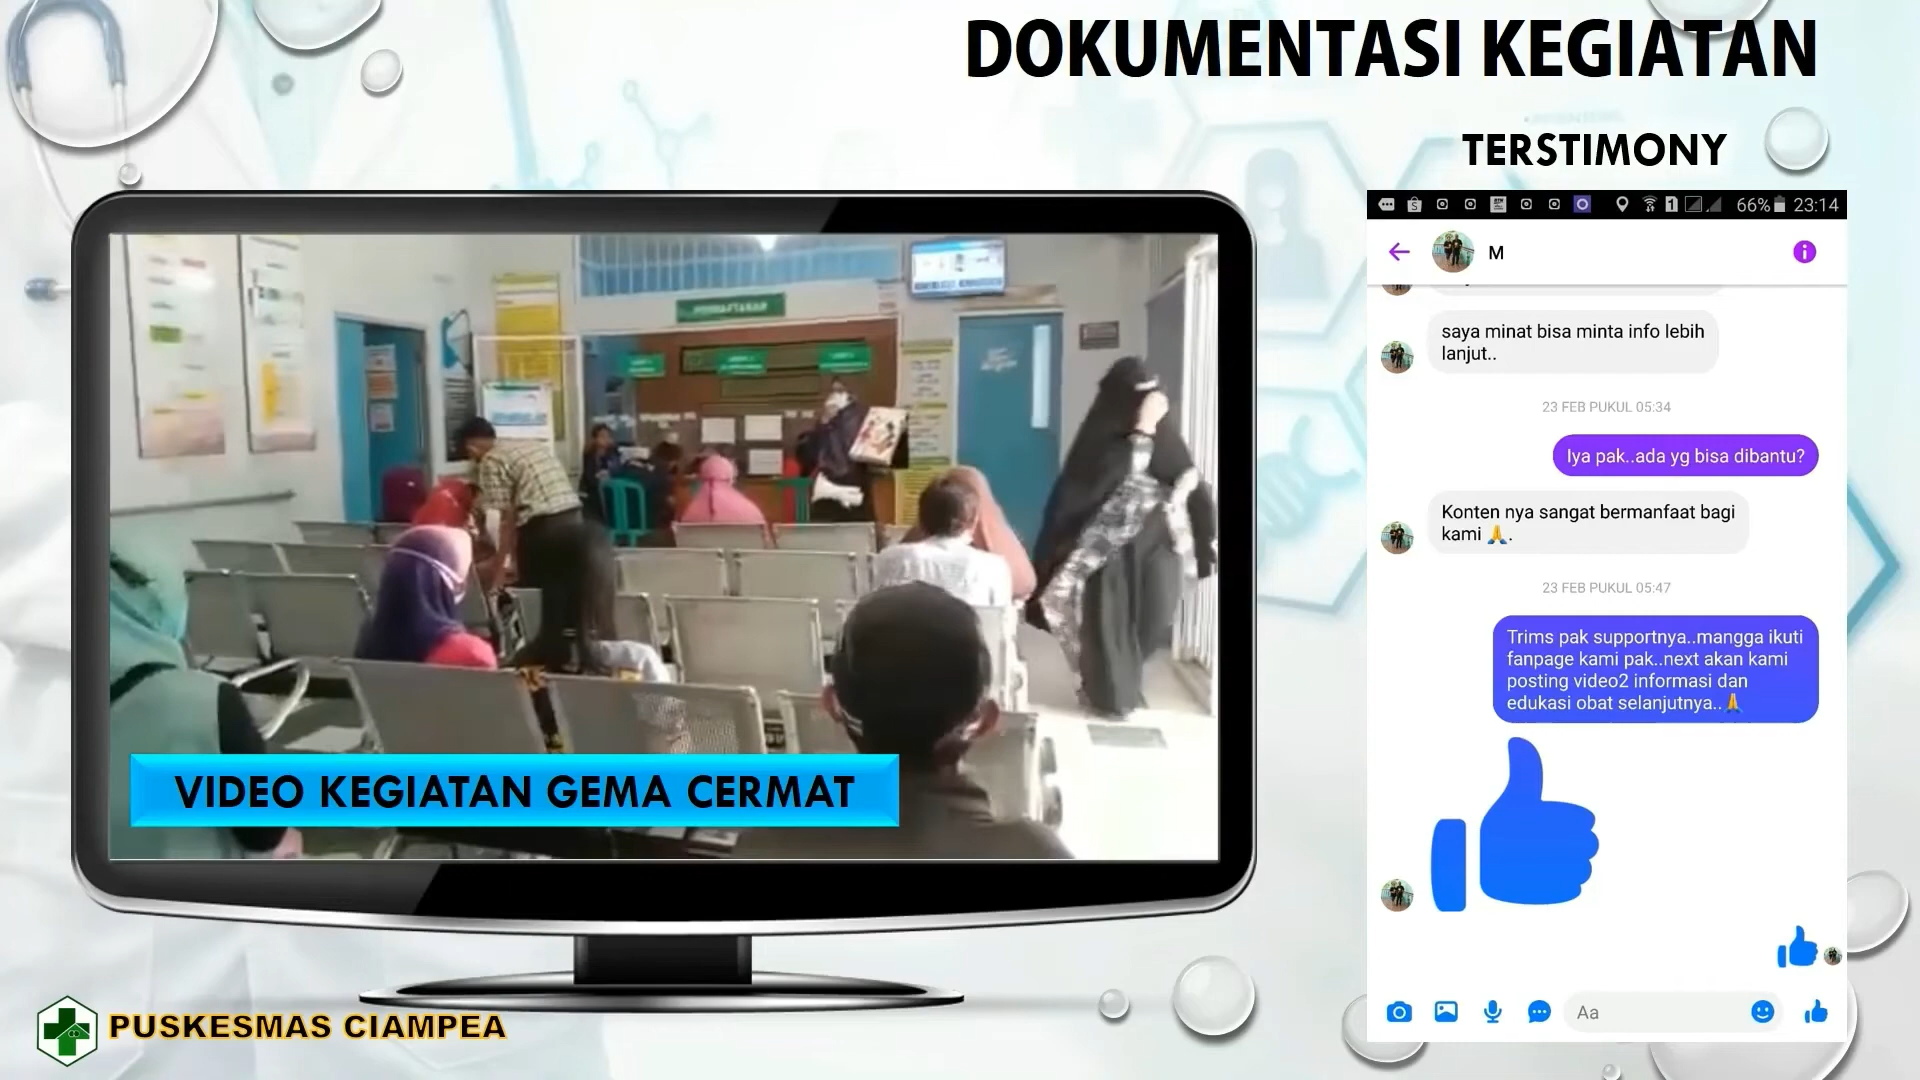 DOKUMENTASI KEGIATAN
TERSTIMONY
66% 23:14
M
saya minat bisa minta info lebih
lanjut..
23 FEB PUKUL 05:34
Iya pak..ada yg bisa dibantu?
Konten nya sangat bermanfaat bagi
kami 🙏.
23 FEB PUKUL 05:47
Trims pak supportnya..mangga ikuti
fanpage kami pak..next akan kami
posting video2 informasi dan
edukasi obat selanjutnya..🙏
Aa
PENDAFTARAN
VIDEO KEGIATAN GEMA CERMAT
PUSKESMAS CIAMPEA